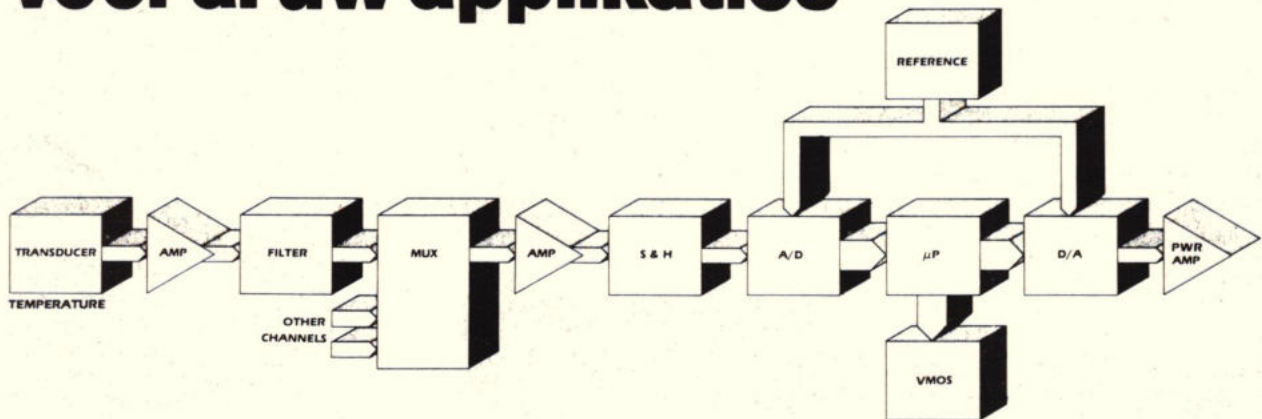 voor al uw applikaties
REFERENCE
TRANSDUCER
AMP
FILTER
MUX
AMP
S & H
A/D
μP
D/A
PWR
AMP
TEMPERATURE
OTHER
CHANNELS
VMOS